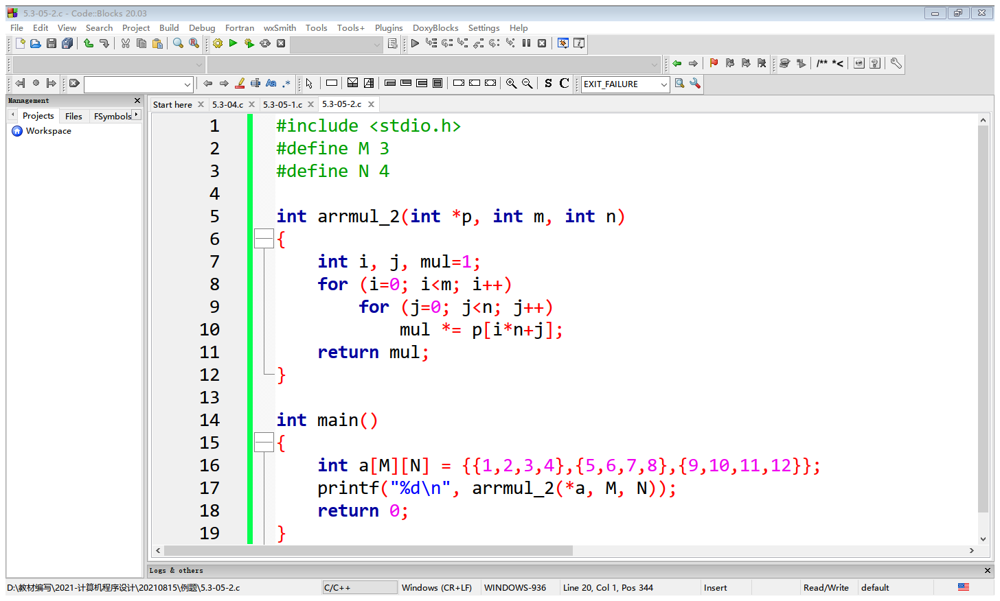 5.3-05-2.c - Code::Blocks 20.03
File Edit View Search Project Build Debug Fortran wxSmith Tools Tools+ Plugins DoxyBlocks Settings Help
/** *<
S C EXIT_FAILURE
Management
Start here 5.3-04.c 5.3-05-1.c 5.3-05-2.c
Projects Files FSymbols
Workspace
1 #include <stdio.h>
2 #define M 3
3 #define N 4
4
5 int arrmul_2(int *p, int m, int n)
6 {
7     int i, j, mul=1;
8     for (i=0; i<m; i++)
9         for (j=0; j<n; j++)
10             mul *= p[i*n+j];
11     return mul;
12 }
13
14 int main()
15 {
16     int a[M][N] = {{1,2,3,4},{5,6,7,8},{9,10,11,12}};
17     printf("%d\n", arrmul_2(*a, M, N));
18     return 0;
19 }
Logs & others
D:\教材编写\2021-计算机程序设计\20210815\例题\5.3-05-2.c C/C++ Windows (CR+LF) WINDOWS-936 Line 20, Col 1, Pos 344 Insert Read/Write default